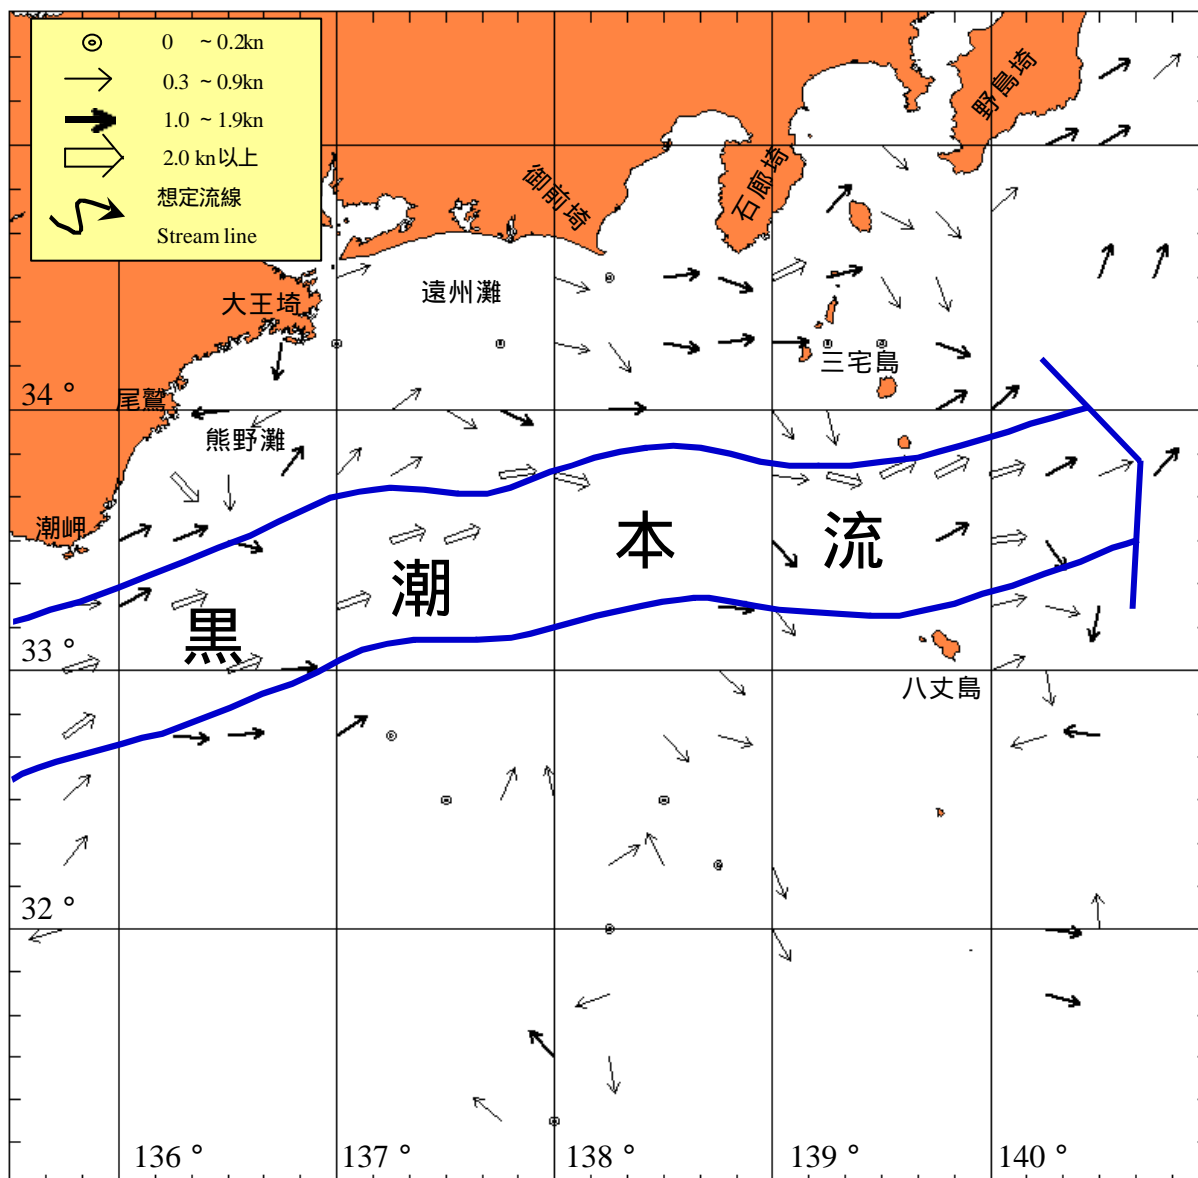 0 ~0.2kn
0.3 ~0.9kn
1.0 ~1.9kn
2.0 kn以上
想定流線
Stream line
野島埼
石廊埼
御前埼
大王埼
遠州灘
三宅島
34 °
尾鷲
熊野灘
潮岬
黒潮本流
33 °
八丈島
32 °
136 °
137 °
138 °
139 °
140 °